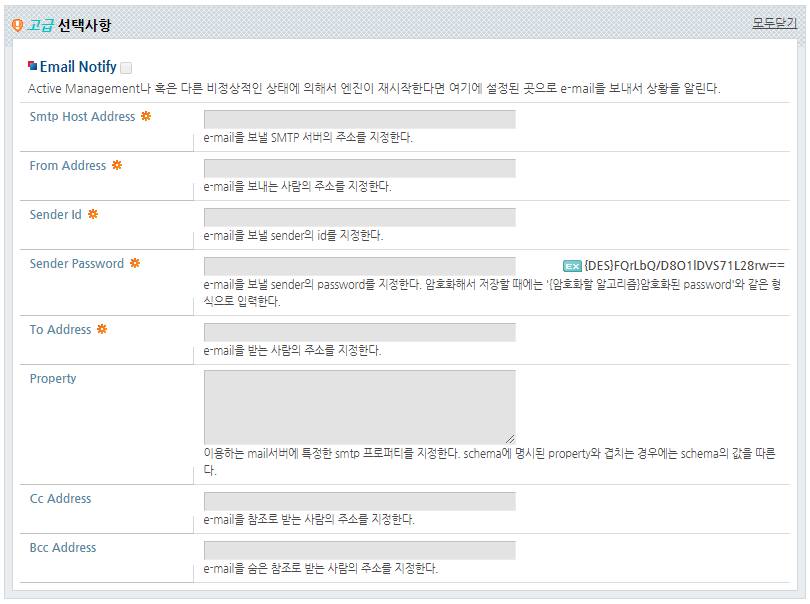 고급 선택사항
모두닫기
Email Notify
Active Management나 혹은 다른 비정상적인 상태에 의해서 엔진이 재시작한다면 여기에 설정된 곳으로 e-mail를 보내서 상황을 알린다.
Smtp Host Address
e-mail를 보낼 SMTP 서버의 주소를 지정한다.
From Address
e-mail를 보내는 사람의 주소를 지정한다.
Sender Id
e-mail를 보낼 sender의 id를 지정한다.
Sender Password
EX {DES}FQrLbQ/D8O1lDVS71L28rw==
e-mail를 보낼 sender의 password를 지정한다. 암호화해서 저장할 때에는 '{암호화할 알고리즘}암호화된 password'와 같은 형
식으로 입력한다.
To Address
e-mail를 받는 사람의 주소를 지정한다.
Property
이용하는 mail서버에 특정한 smtp 프로퍼티를 지정한다. schema에 명시된 property와 겹치는 경우에는 schema의 값을 따른
다.
Cc Address
e-mail을 참조로 받는 사람의 주소를 지정한다.
Bcc Address
e-mail을 숨은 참조로 받는 사람의 주소를 지정한다.